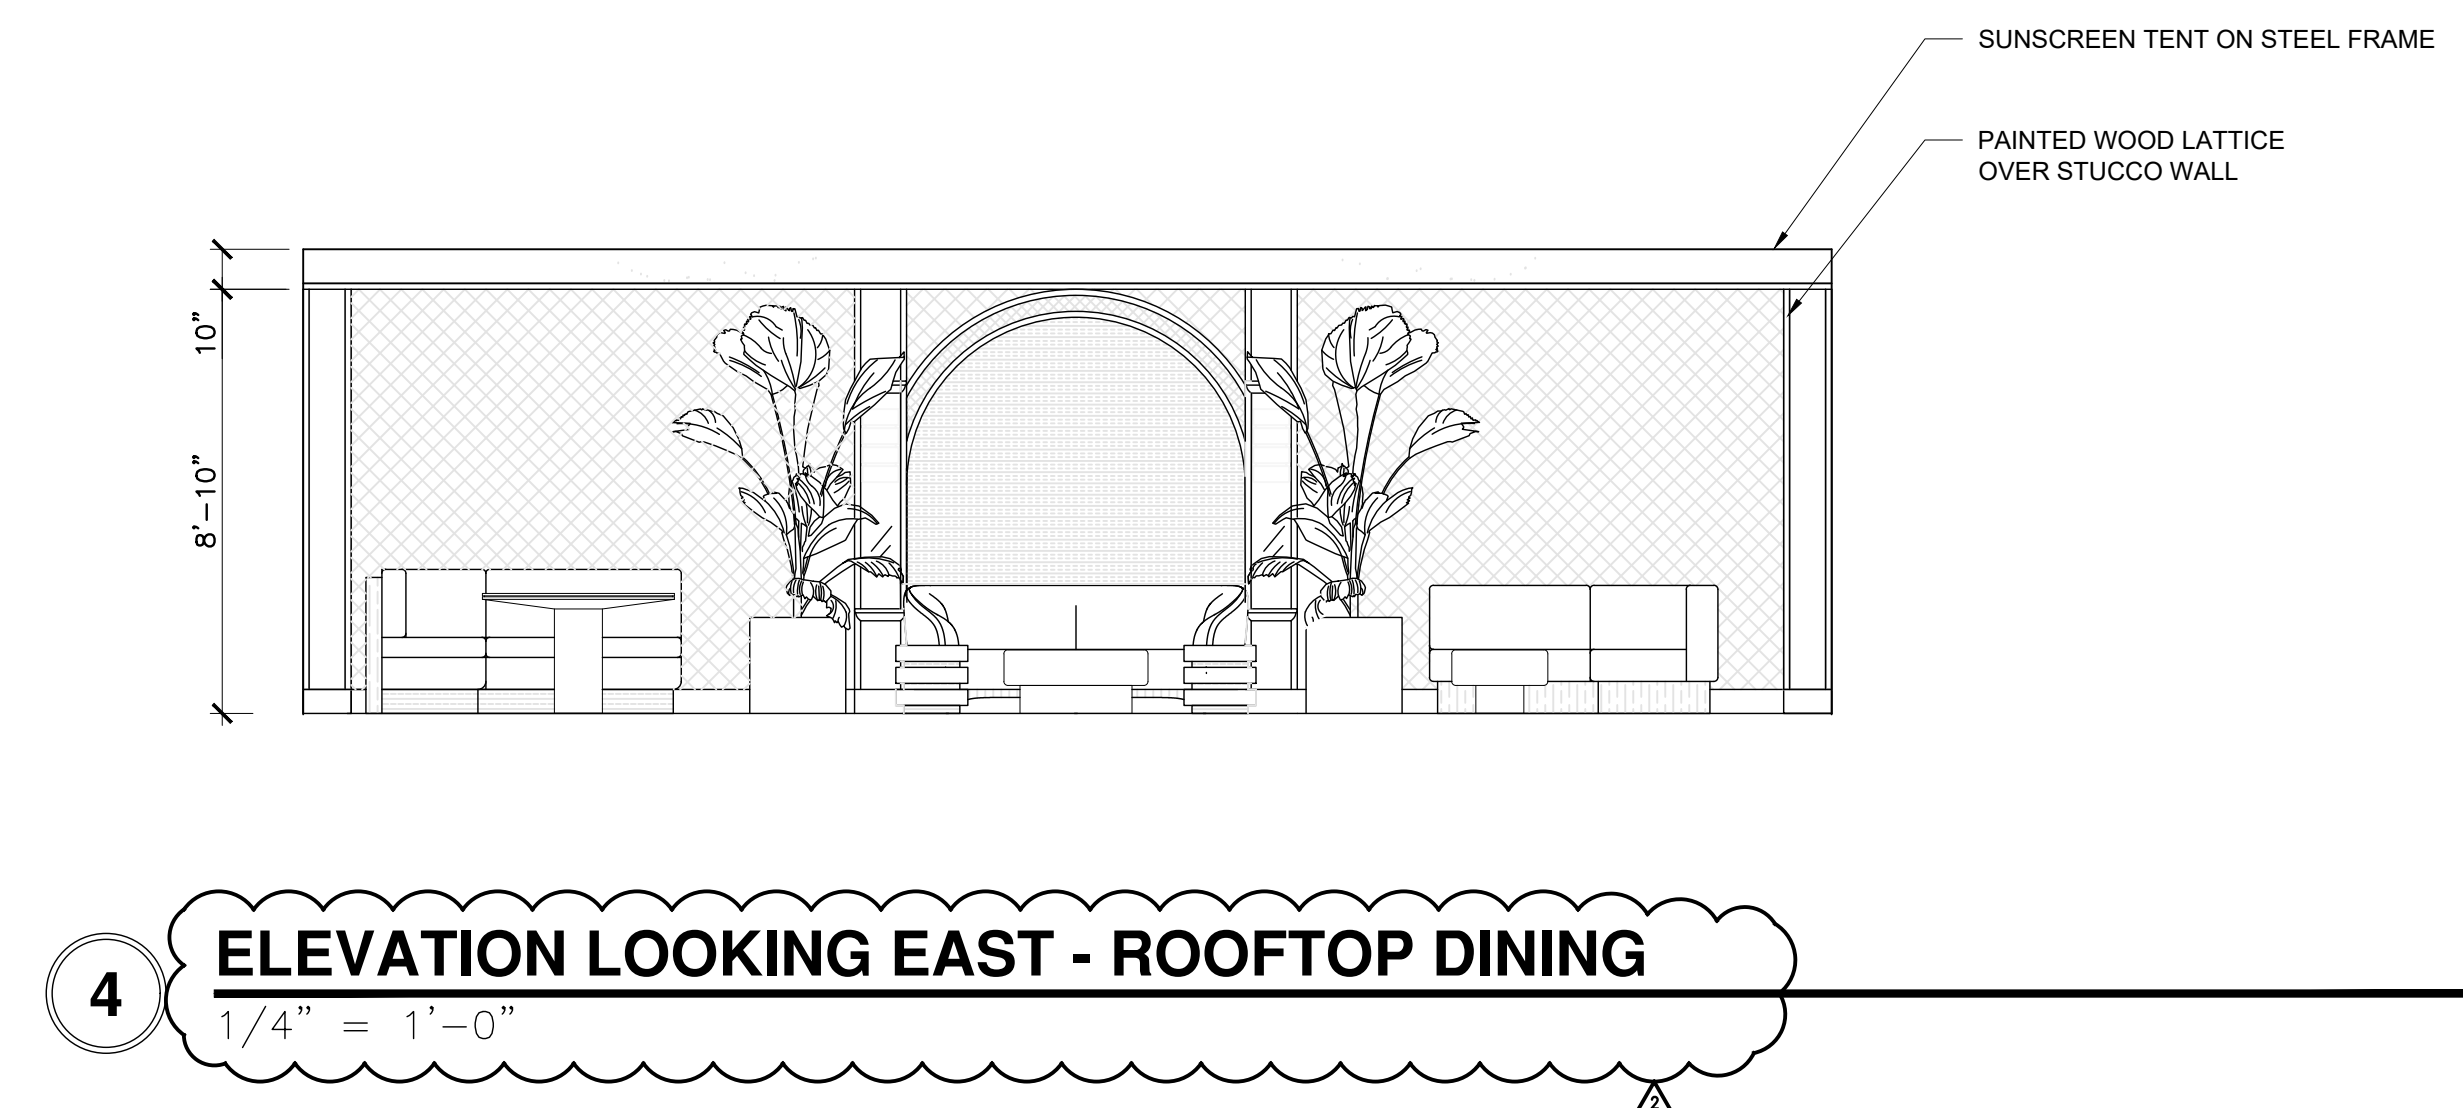 SUNSCREEN TENT ON STEEL FRAME
PAINTED WOOD LATTICE
OVER STUCCO WALL
10”
8’-10”
4
ELEVATION LOOKING EAST - ROOFTOP DINING
1/4” = 1’-0”
2